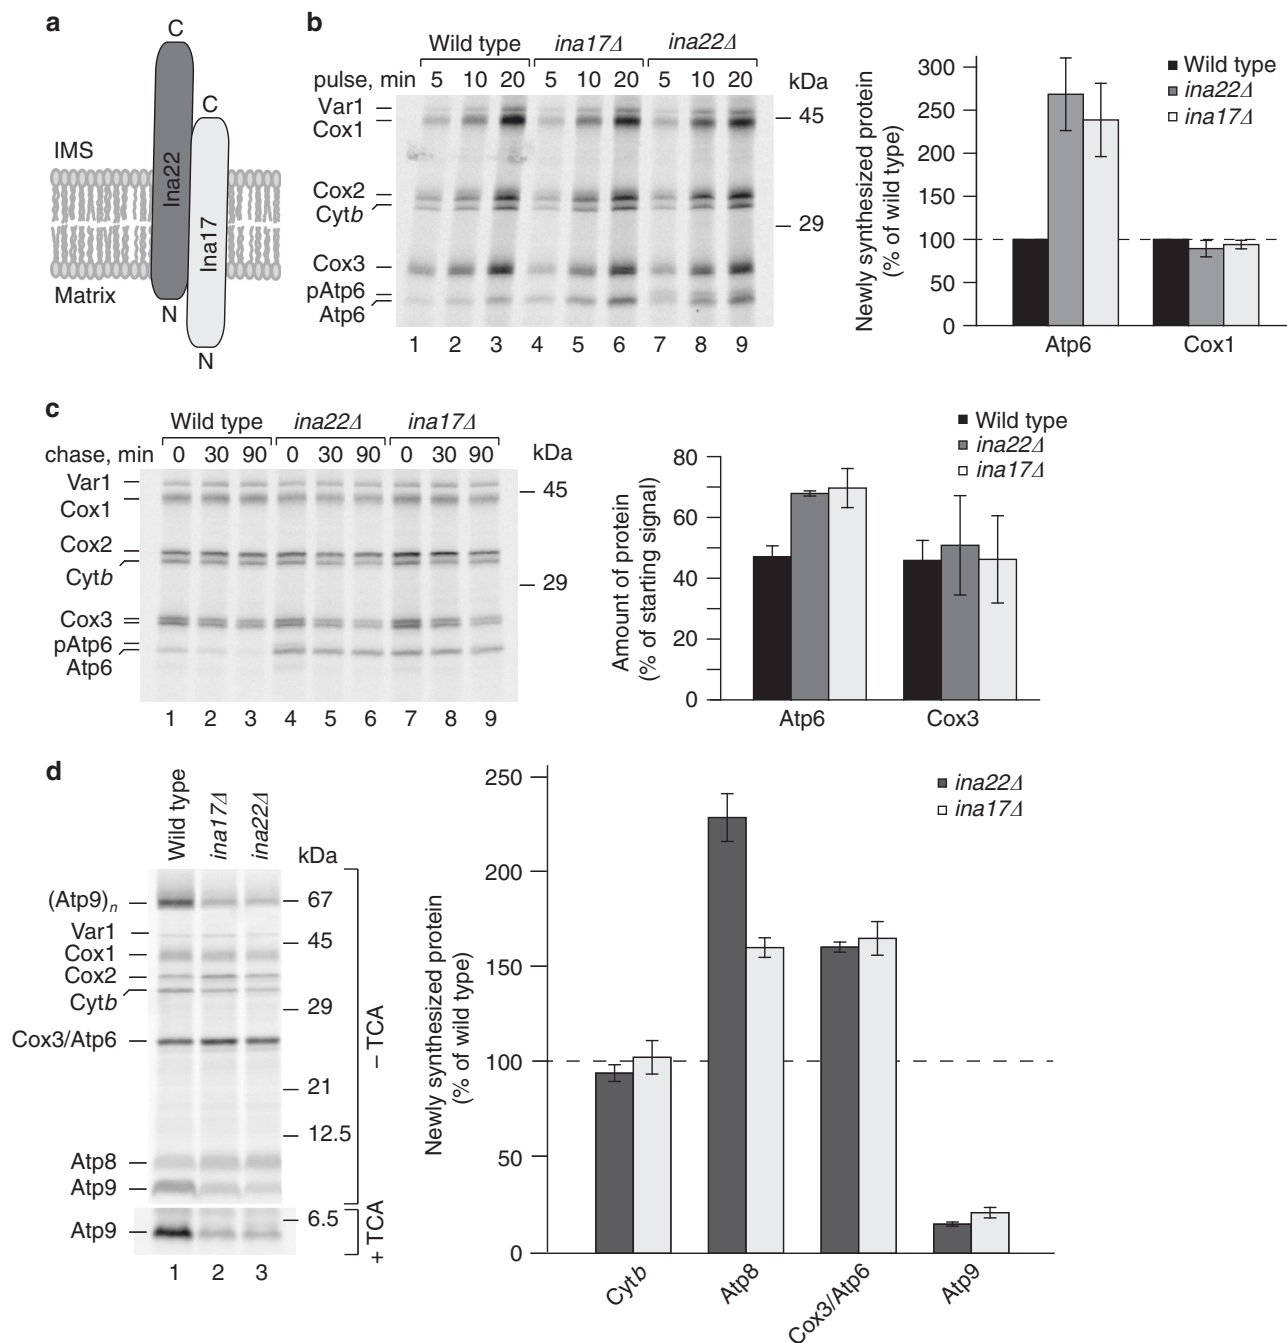 a
C
Ina22
C
IMS
Ina17
Matrix
N
N
b
Wild type ina17Δ ina22Δ
pulse, min 5 10 20 5 10 20 5 10 20 kDa
Var1
Cox1
45
Cox2
Cytb
29
Cox3
pAtp6
Atp6
1 2 3 4 5 6 7 8 9
Newly synthesized protein
(% of wild type)
300
250
200
150
100
50
0
Wild type
ina22Δ
ina17Δ
Atp6 Cox1
c
Wild type ina22Δ ina17Δ
chase, min 0 30 90 0 30 90 0 30 90 kDa
Var1
Cox1
45
Cox2
Cytb
29
Cox3
pAtp6
Atp6
1 2 3 4 5 6 7 8 9
Amount of protein
(% of starting signal)
80
60
40
20
0
Wild type
ina22Δ
ina17Δ
Atp6 Cox3
d
Wild type
ina17Δ
ina22Δ
kDa
(Atp9)n
67
Var1
45
Cox1
Cox2
Cytb
29
Cox3/Atp6
21
12.5
Atp8
Atp9
– TCA
6.5
Atp9
+ TCA
1 2 3
Newly synthesized protein
(% of wild type)
250
200
150
100
50
0
ina22Δ
ina17Δ
Cytb
Atp8
Cox3/Atp6
Atp9